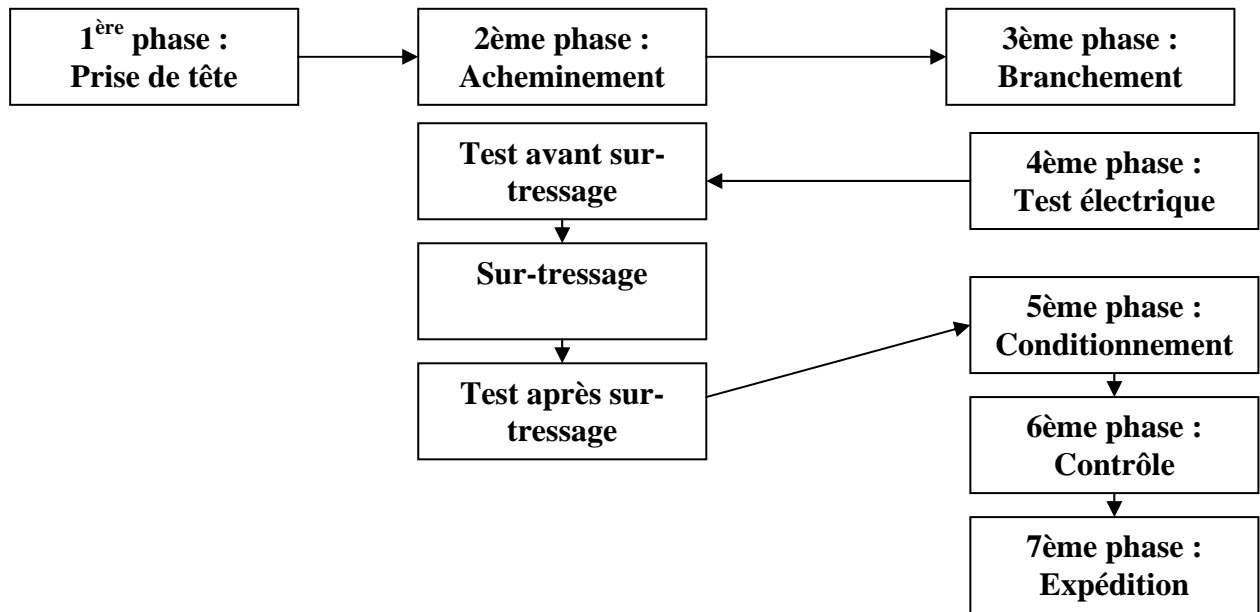 1ère phase :
Prise de tête
2ème phase :
Acheminement
3ème phase :
Branchement
4ème phase :
Test électrique
Test avant sur-
tressage
Sur-tressage
Test après sur-
tressage
5ème phase :
Conditionnement
6ème phase :
Contrôle
7ème phase :
Expédition